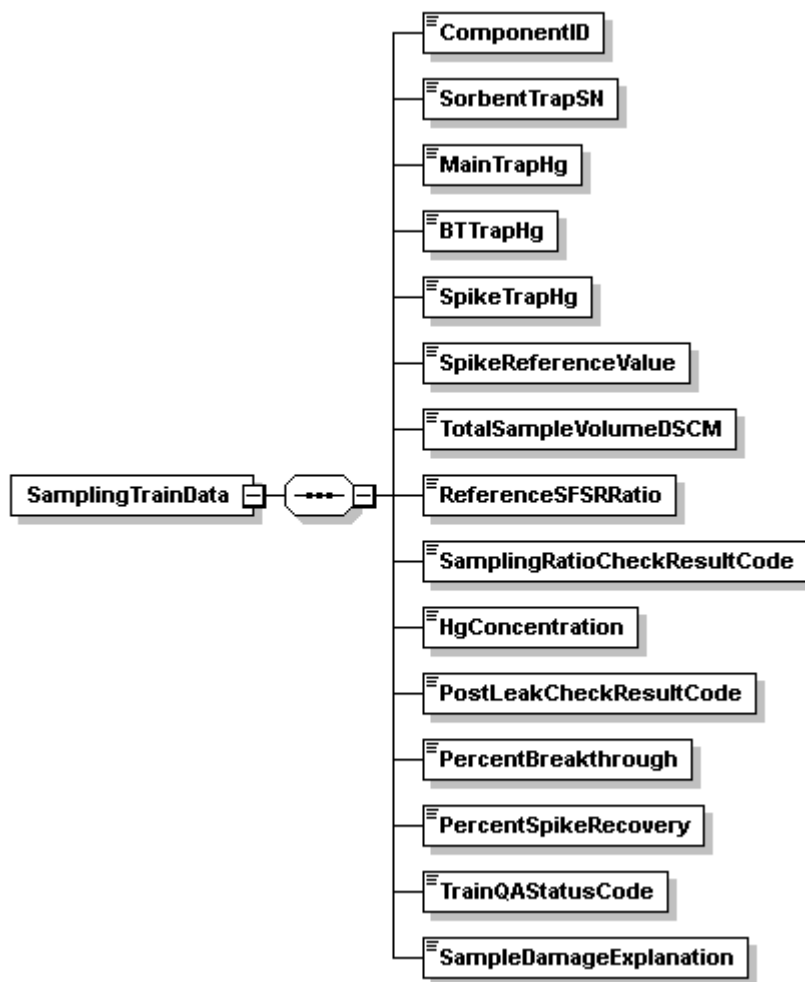 ComponentID
SorbentTrapSN
MainTrapHg
BTTrapHg
SpikeTrapHg
SpikeReferenceValue
TotalSampleVolumeDSCM
SamplingTrainData
ReferenceSFSRRatio
SamplingRatioCheckResultCode
HgConcentration
PostLeakCheckResultCode
PercentBreakthrough
PercentSpikeRecovery
TrainQAStatusCode
SampleDamageExplanation